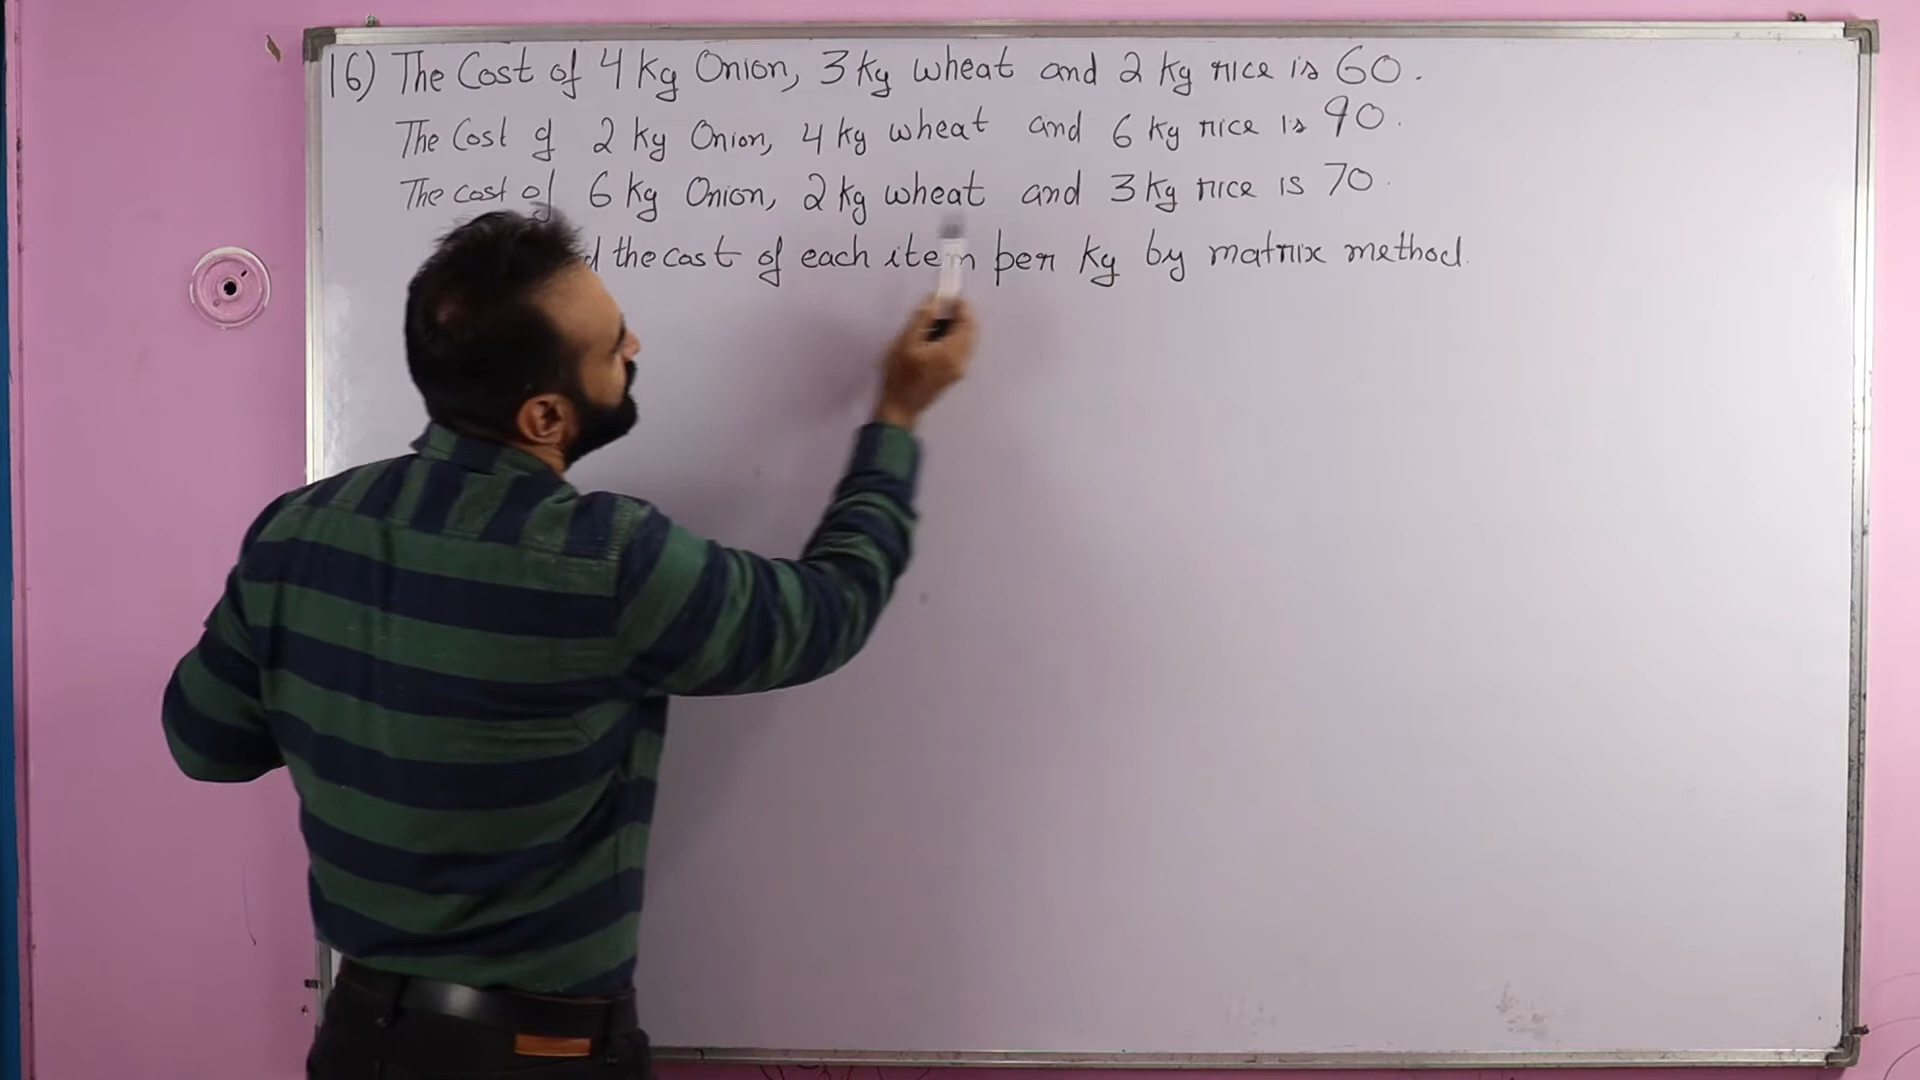 16) The Cost of 4 kg Onion, 3 kg wheat and 2 kg rice is 60.
The Cost of 2 kg Onion, 4 kg wheat and 6 kg rice is 90.
The cost of 6 kg Onion, 2 kg wheat and 3 kg rice is 70.
the cost of each item per kg by matrix method.